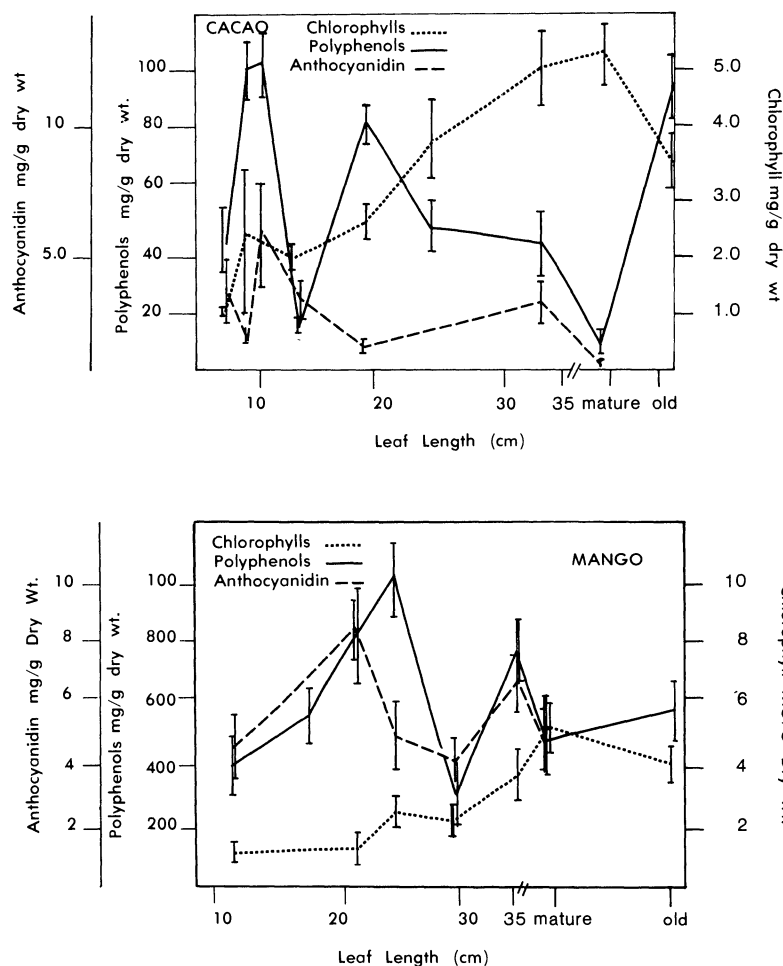 CACAO
Chlorophylls
Polyphenols
Anthocyanidin
Anthocyanidin mg/g dry wt
10
5.0
Polyphenols mg/g dry wt.
100
80
60
40
20
5.0
4.0
3.0
2.0
1.0
Chlorophyll mg/g dry wt
10 20 30 35 mature old
Leaf Length (cm)
Chlorophylls
Polyphenols
Anthocyanidin
MANGO
Anthocyanidin mg/g Dry Wt.
10
8
6
4
2
Polyphenols mg/g dry wt.
100
800
600
400
200
10
8
6
4
2
10 20 30 35 mature old
Leaf Length (cm)